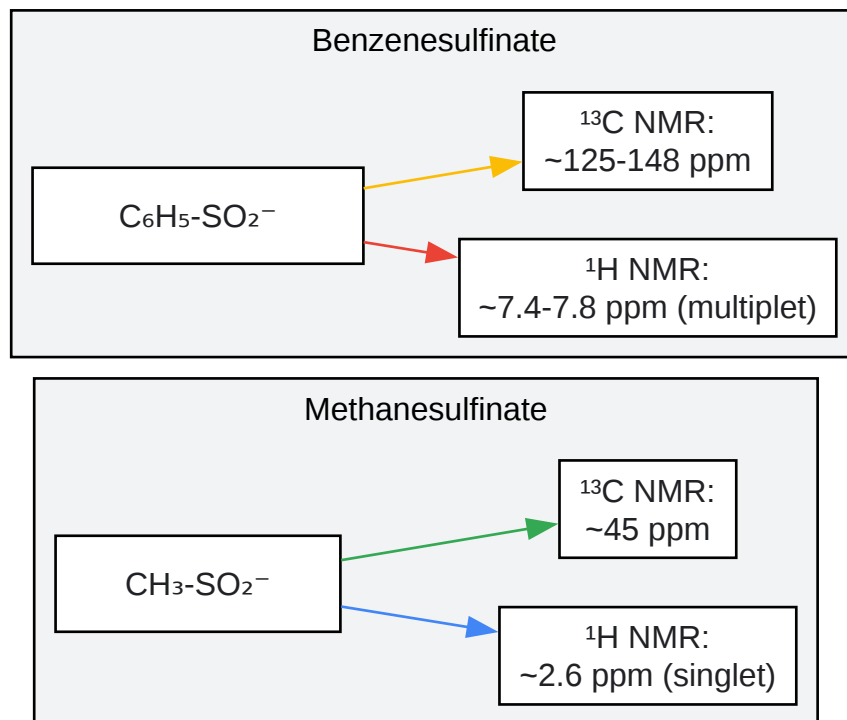 Benzenesulfinate
¹³C NMR:
~125-148 ppm
C₆H₅-SO₂⁻
¹H NMR:
~7.4-7.8 ppm (multiplet)
Methanesulfinate
¹³C NMR:
~45 ppm
CH₃-SO₂⁻
¹H NMR:
~2.6 ppm (singlet)